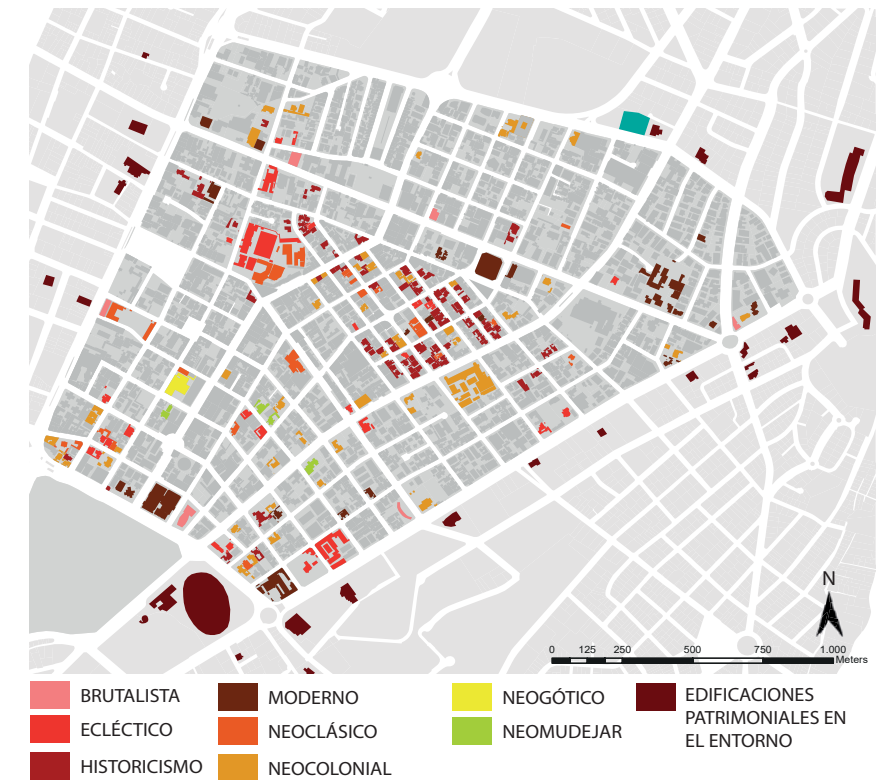 N
0 125 250 500 750 1.000
Meters
BRUTALISTA
ECLÉCTICO
HISTORICISMO
MODERNO
NEOCLÁSICO
NEOCOLONIAL
NEOGÓTICO
NEOMUDEJAR
EDIFICACIONES
PATRIMONIALES EN
EL ENTORNO